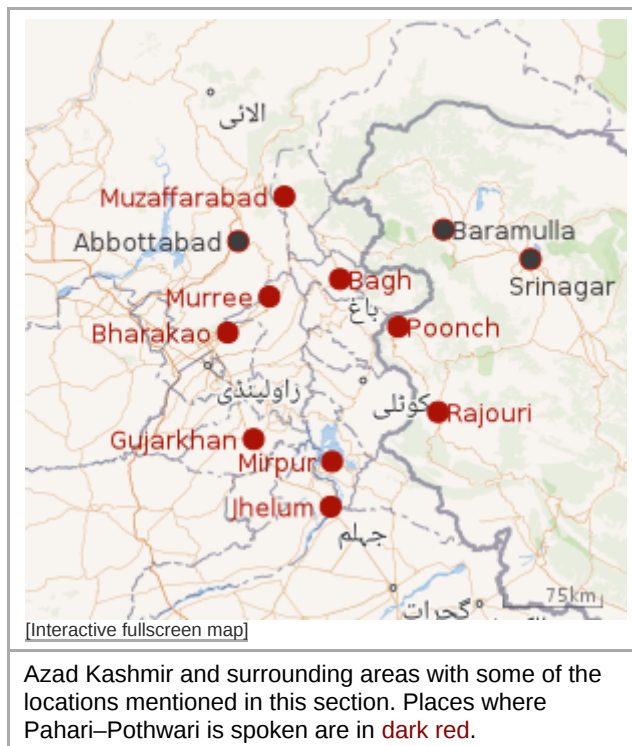 الائی
Muzaffarabad
Abbottabad
Baramulla
Srinagar
Bagh
باغ
Murree
Bharakao
Poonch
راولپنڈی
کوٹلی
Rajouri
Gujarkhan
Mirpur
Jhelum
جہلم
75km
گجرات
[Interactive fullscreen map]
Azad Kashmir and surrounding areas with some of the
locations mentioned in this section. Places where
Pahari–Pothwari is spoken are in dark red.